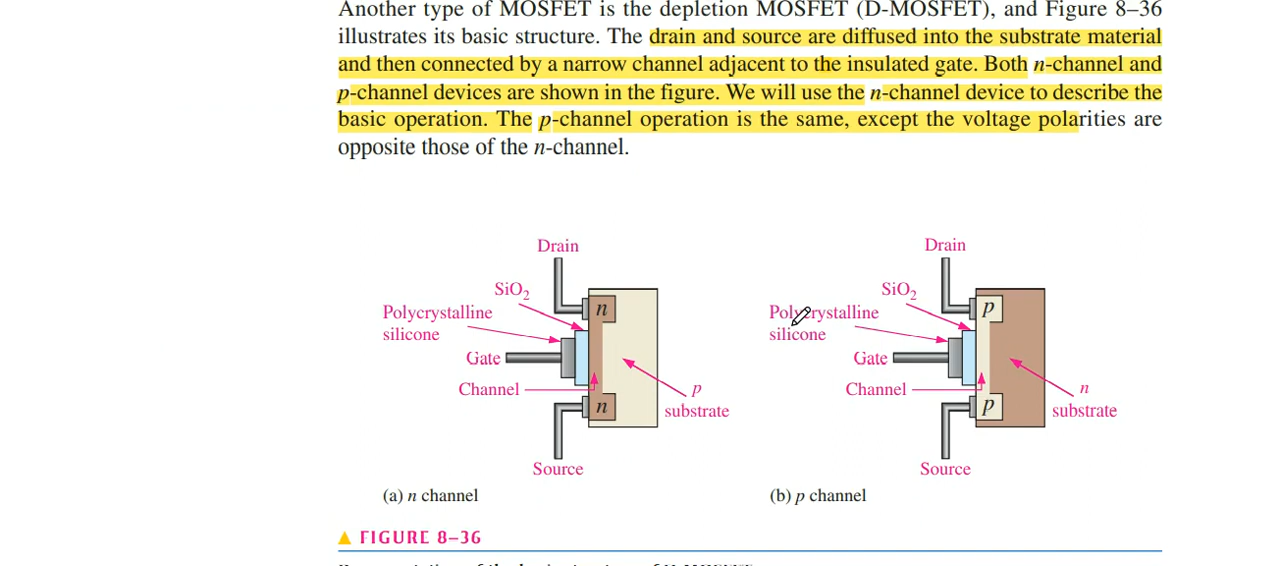 Another type of MOSFET is the depletion MOSFET (D-MOSFET), and Figure 8–36
illustrates its basic structure. The drain and source are diffused into the substrate material
and then connected by a narrow channel adjacent to the insulated gate. Both n-channel and
p-channel devices are shown in the figure. We will use the n-channel device to describe the
basic operation. The p-channel operation is the same, except the voltage polarities are
opposite those of the n-channel.
Drain
SiO2
Polycrystalline
silicone
Gate
Channel
n
n
p
substrate
Source
(a) n channel
Drain
SiO2
Polycrystalline
silicone
Gate
Channel
p
p
n
substrate
Source
(b) p channel
▲ FIGURE 8–36